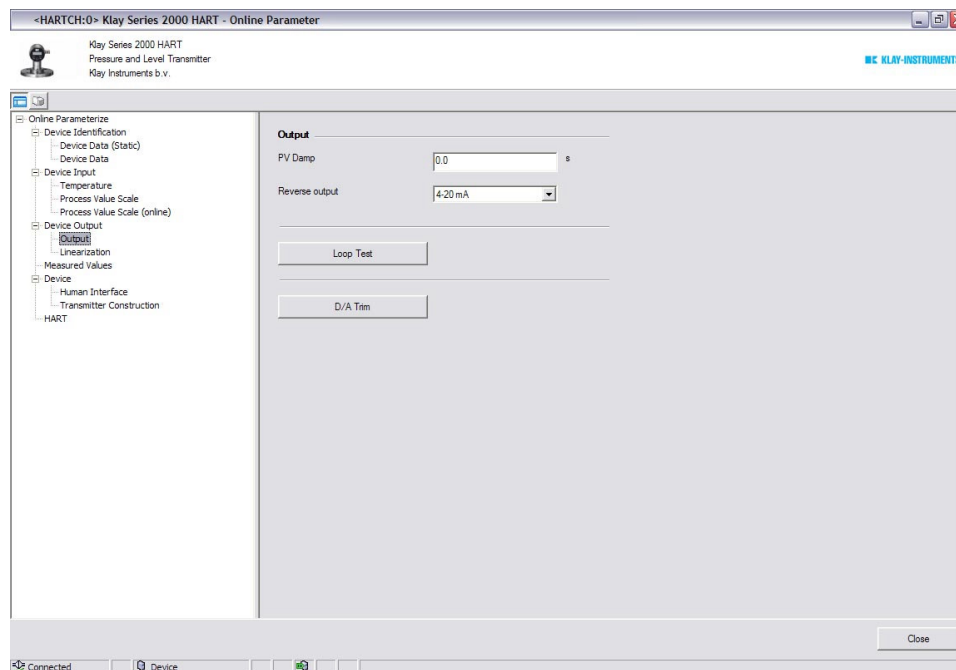 <HARTCH:0> Klay Series 2000 HART - Online Parameter
Klay Series 2000 HART
Pressure and Level Transmitter
Klay Instruments b.v.
KLAY-INSTRUMENTS
Online Parameterize
Device Identification
Device Data (Static)
Device Data
Device Input
Temperature
Process Value Scale
Process Value Scale (online)
Device Output
Output
Linearization
Measured Values
Device
Human Interface
Transmitter Construction
HART
Output
PV Damp 0.0 s
Reverse output 4-20 mA
Loop Test
D/A Trim
Close
Connected Device